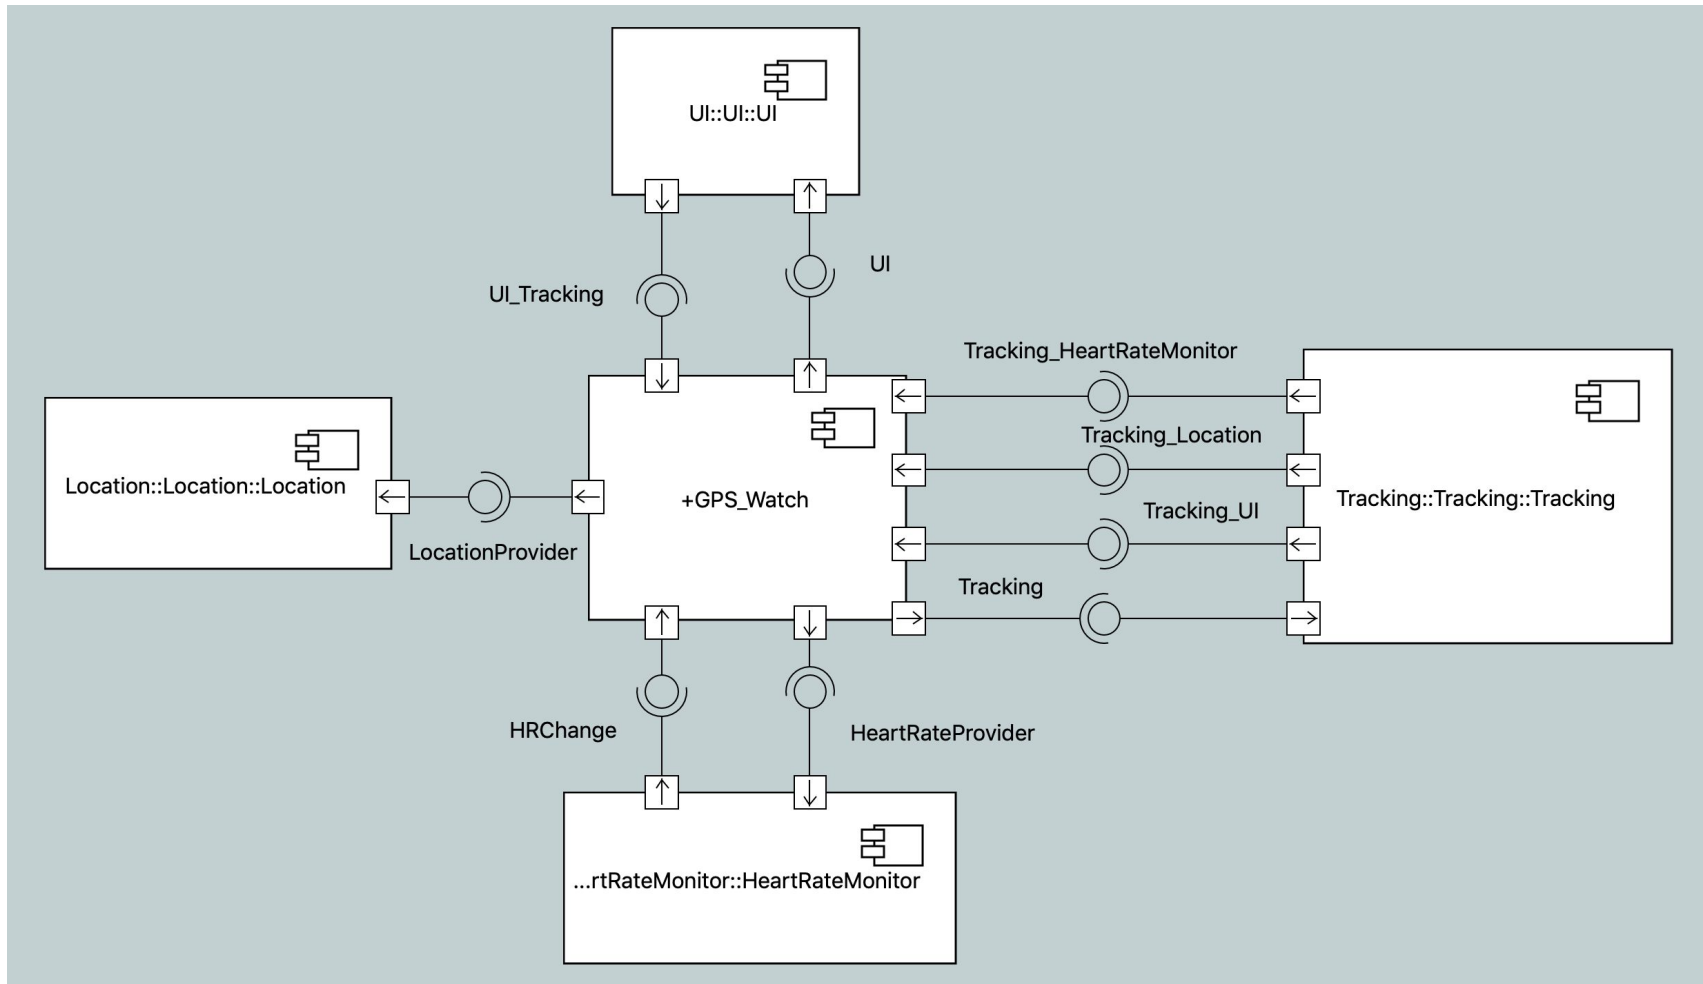 UI::UI::UI
UI
UI_Tracking
Tracking_HeartRateMonitor
Tracking_Location
Location::Location::Location
+GPS_Watch
Tracking::Tracking::Tracking
Tracking_UI
LocationProvider
Tracking
HRChange
HeartRateProvider
...rtRateMonitor::HeartRateMonitor